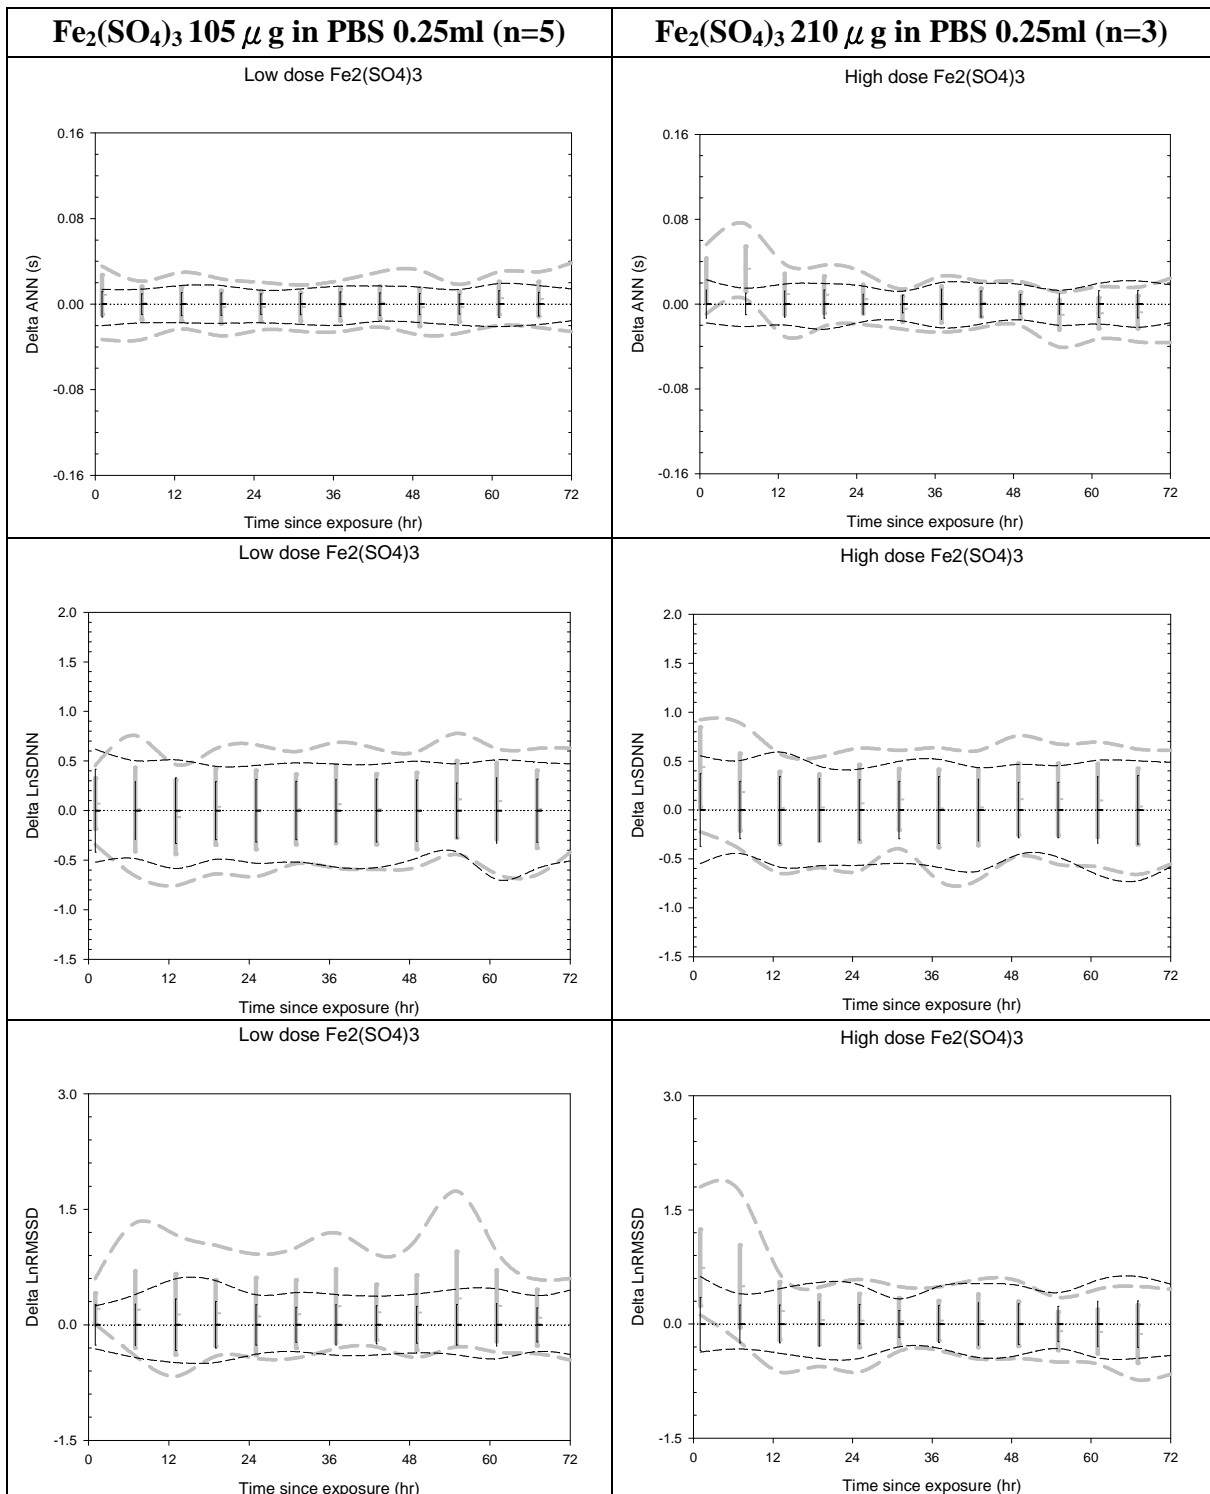 Fe₂(SO₄)₃ 105 μ g in PBS 0.25ml (n=5)
Fe₂(SO₄)₃ 210 μ g in PBS 0.25ml (n=3)
Low dose Fe2(SO4)3
Delta ANN (s)
0.16
0.08
0.00
-0.08
-0.16
0 12 24 36 48 60 72
Time since exposure (hr)
High dose Fe2(SO4)3
Delta ANN (s)
0.16
0.08
0.00
-0.08
-0.16
0 12 24 36 48 60 72
Time since exposure (hr)
Low dose Fe2(SO4)3
Delta LnSDNN
2.0
1.5
1.0
0.5
0.0
-0.5
-1.0
-1.5
0 12 24 36 48 60 72
Time since exposure (hr)
High dose Fe2(SO4)3
Delta LnSDNN
2.0
1.5
1.0
0.5
0.0
-0.5
-1.0
-1.5
0 12 24 36 48 60 72
Time since exposure (hr)
Low dose Fe2(SO4)3
Delta LnRMSSD
3.0
1.5
0.0
-1.5
0 12 24 36 48 60 72
Time since exposure (hr)
High dose Fe2(SO4)3
Delta LnRMSSD
3.0
1.5
0.0
-1.5
0 12 24 36 48 60 72
Time since exposure (hr)